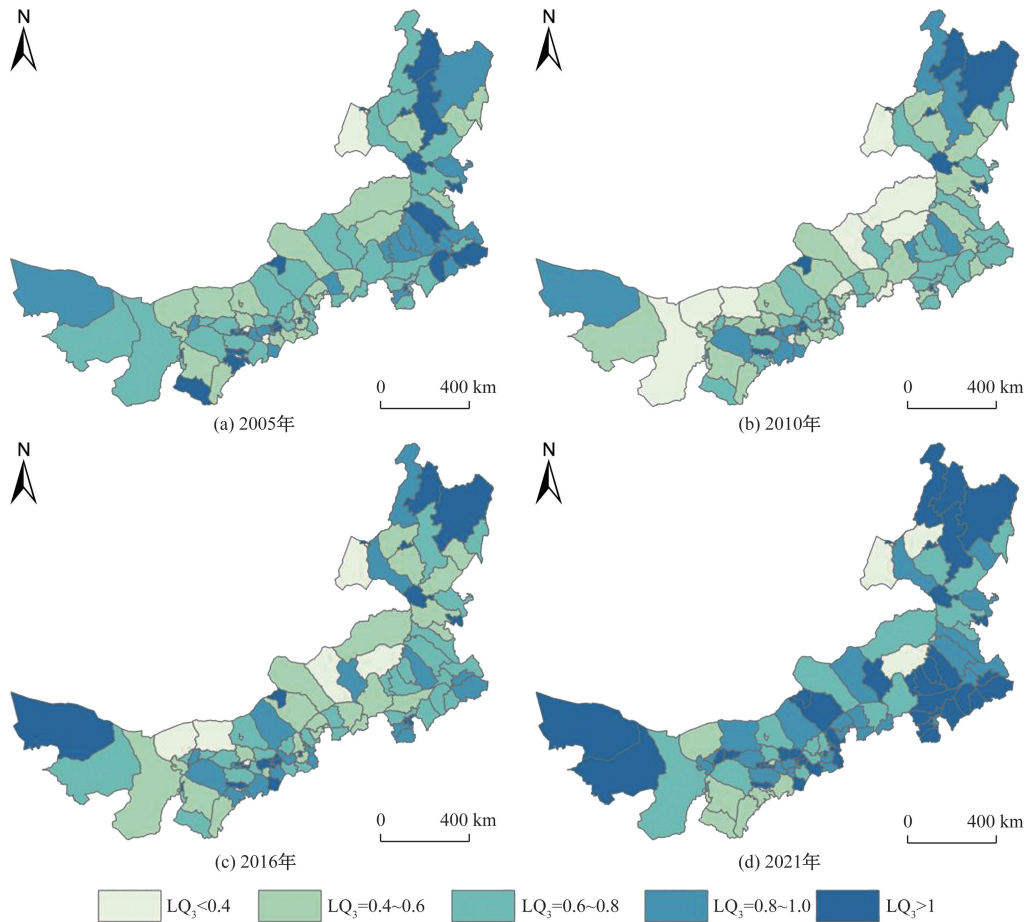 N
N
0 400 km
0 400 km
(a) 2005年
(b) 2010年
N
N
0 400 km
0 400 km
(c) 2016年
(d) 2021年
LQ₃<0.4
LQ₃=0.4~0.6
LQ₃=0.6~0.8
LQ₃=0.8~1.0
LQ₃>1